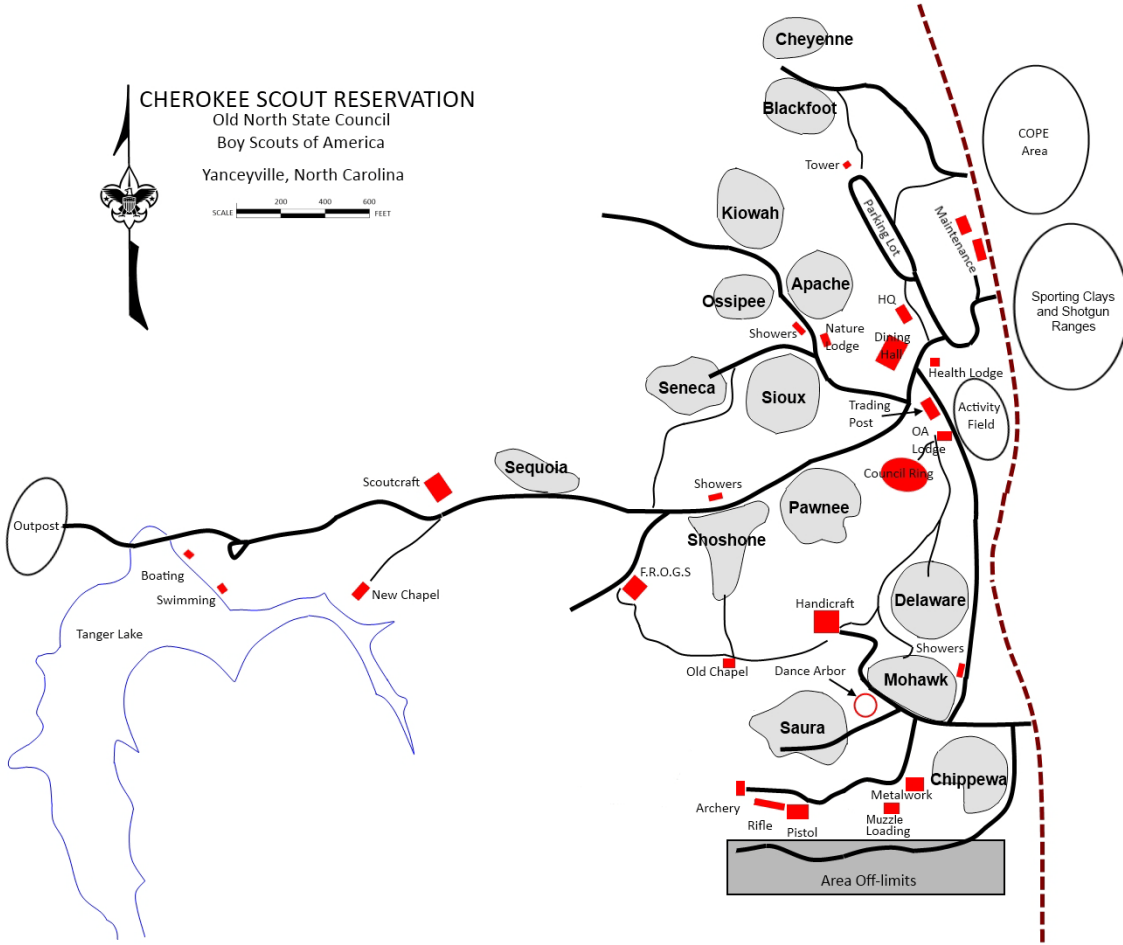 CHEROKEE SCOUT RESERVATION
Old North State Council
Boy Scouts of America
Yanceyville, North Carolina
SCALE
200
400
600
FEET
Cheyenne
Blackfoot
COPE
Area
Tower
Kiowah
Parking Lot
Maintenance
Apache
Ossipee
HQ
Sporting Clays
and Shotgun
Ranges
Showers
Nature
Lodge
Dining
Hall
Health Lodge
Seneca
Sioux
Trading
Post
Activity
Field
OA
Lodge
Council Ring
Sequoia
Scoutcraft
Showers
Pawnee
Outpost
Shoshone
Boating
Swimming
New Chapel
F.R.O.G.S
Handicraft
Delaware
Tanger Lake
Showers
Old Chapel
Dance Arbor
Mohawk
Saura
Chippewa
Archery
Rifle
Pistol
Metalwork
Muzzle
Loading
Area Off-limits